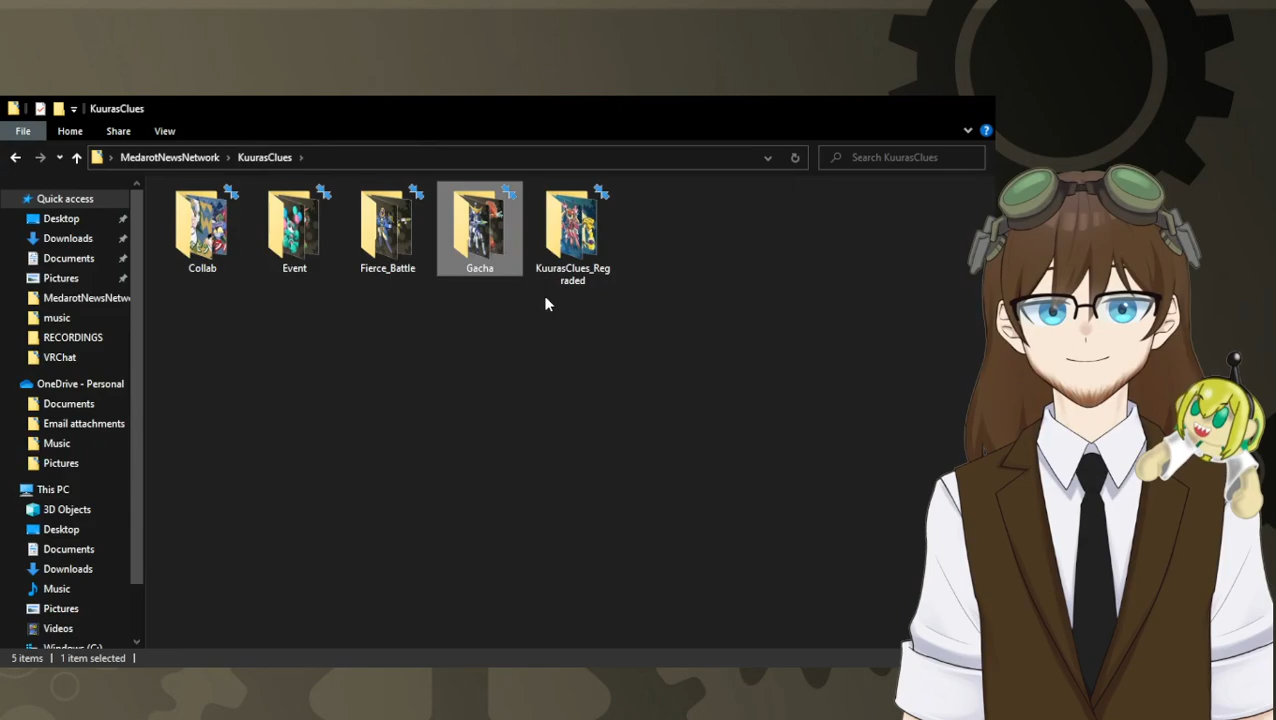 KuurasClues
File Home Share View
MedarotNewsNetwork KuurasClues
Search KuurasClues
Quick access
Desktop
Downloads
Documents
Pictures
MedarotNewsNetw
music
RECORDINGS
VRChat
OneDrive - Personal
Documents
Email attachments
Music
Pictures
This PC
3D Objects
Desktop
Documents
Downloads
Music
Pictures
Videos
Windows (C:)
Collab
Event
Fierce_Battle
Gacha
KuurasClues_Reg
raded
5 items 1 item selected